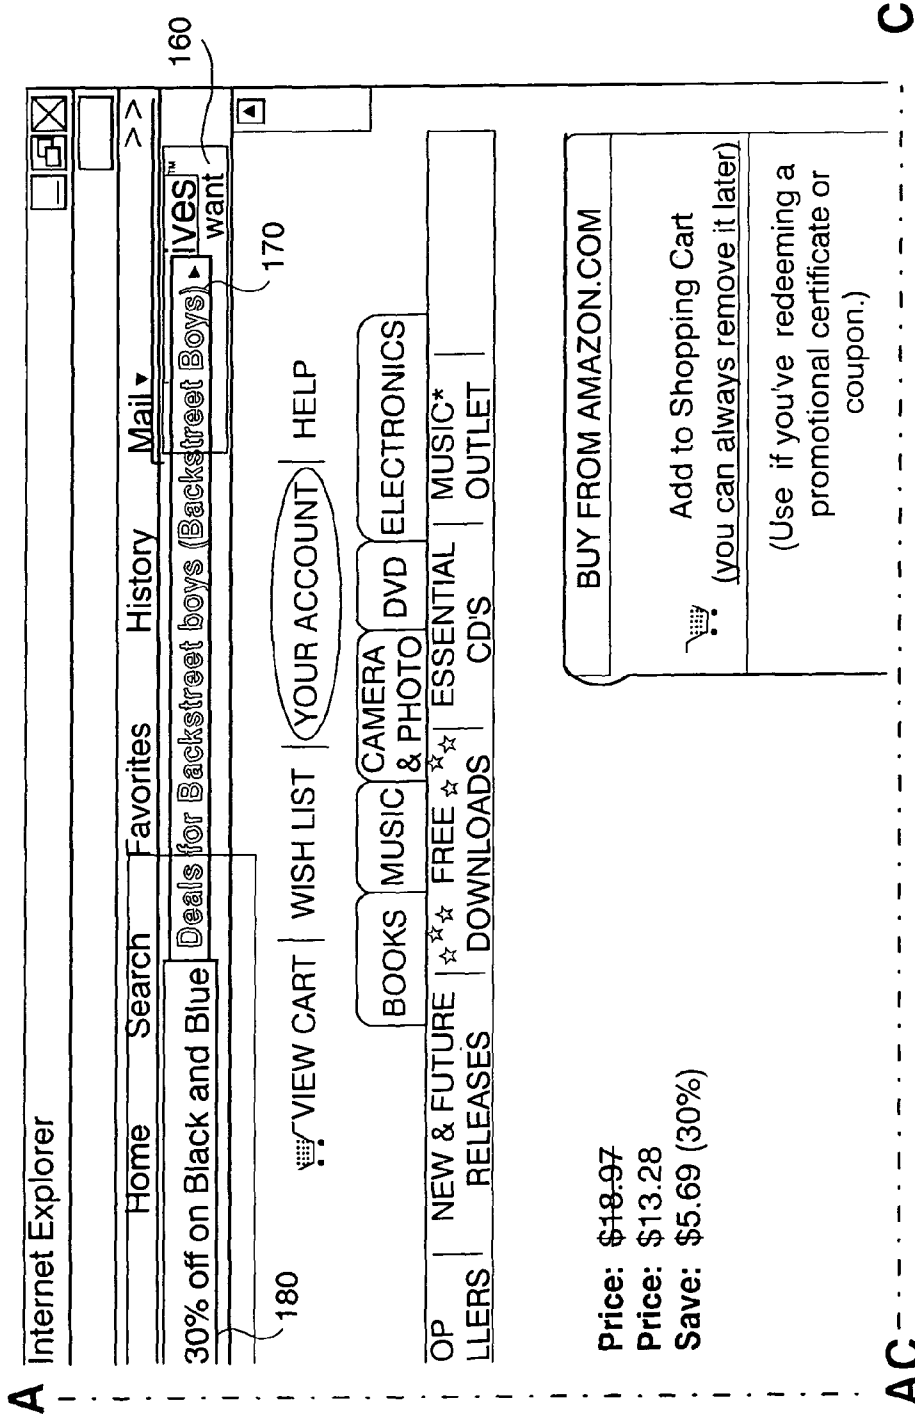 A
Internet Explorer
Home Search Favorites History Mail >>
30% off on Black and Blue Deals for Backstreet boys (Backstreet Boys) ives™
want
160
170
180
VIEW CART | WISH LIST | YOUR ACCOUNT | HELP
BOOKS MUSIC CAMERA & PHOTO DVD ELECTRONICS
OP | NEW & FUTURE | ☆☆☆ FREE ☆☆☆ | ESSENTIAL | MUSIC* |
LLERS | RELEASES | DOWNLOADS | CD'S | OUTLET
Price: $18.97
Price: $13.28
Save: $5.69 (30%)
BUY FROM AMAZON.COM
Add to Shopping Cart
(you can always remove it later)
(Use if you've redeeming a
promotional certificate or
coupon.)
AC
C